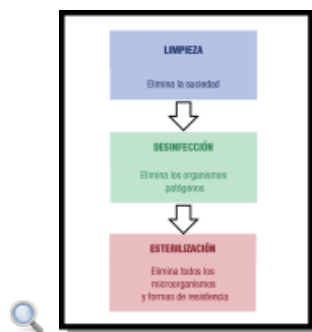 LIMPIEZA
Elimina la suciedad
DESINFECCIÓN
Elimina los organismos
patógenos
ESTERILIZACIÓN
Elimina todos los
microorganismos
y formas de resistencia